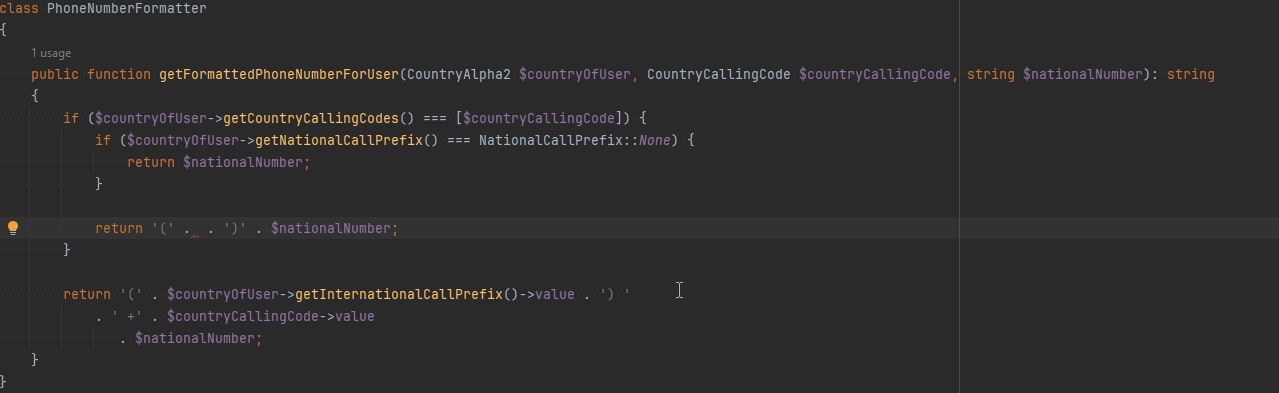 class PhoneNumberFormatter
{
1 usage
public function getFormattedPhoneNumberForUser(CountryAlpha2 $countryOfUser, CountryCallingCode $countryCallingCode, string $nationalNumber): string
{
if ($countryOfUser->getCountryCallingCodes() === [$countryCallingCode]) {
if ($countryOfUser->getNationalCallPrefix() === NationalCallPrefix::None) {
return $nationalNumber;
}
return '(' . . ')' . $nationalNumber;
}
return '(' . $countryOfUser->getInternationalCallPrefix()->value . ') '
. ' +' . $countryCallingCode->value
. $nationalNumber;
}
}